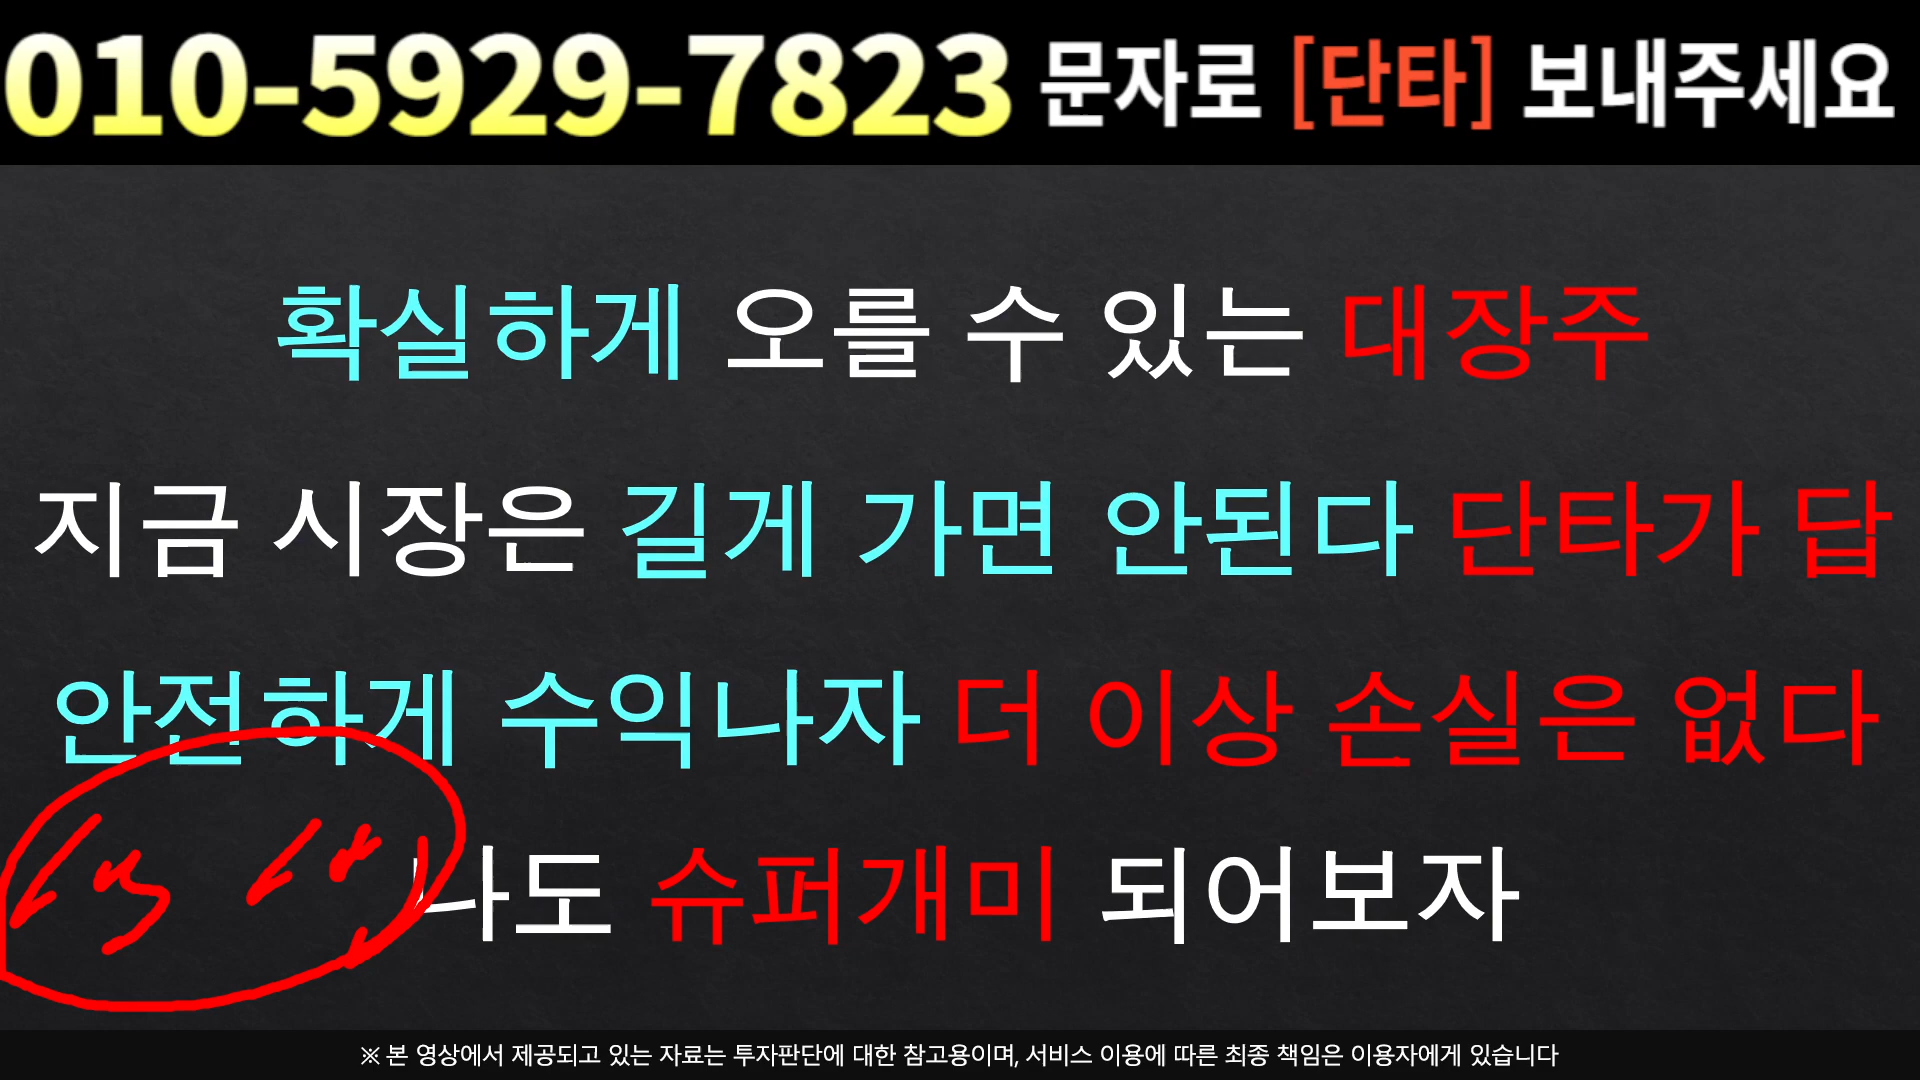 010-5929-7823 문자로 [단타] 보내주세요
확실하게 오를 수 있는 대장주
지금 시장은 길게 가면 안된다 단타가 답
안전하게 수익나자 더 이상 손실은 없다
나도 슈퍼개미 되어보자
※ 본 영상에서 제공되고 있는 자료는 투자판단에 대한 참고용이며, 서비스 이용에 따른 최종 책임은 이용자에게 있습니다